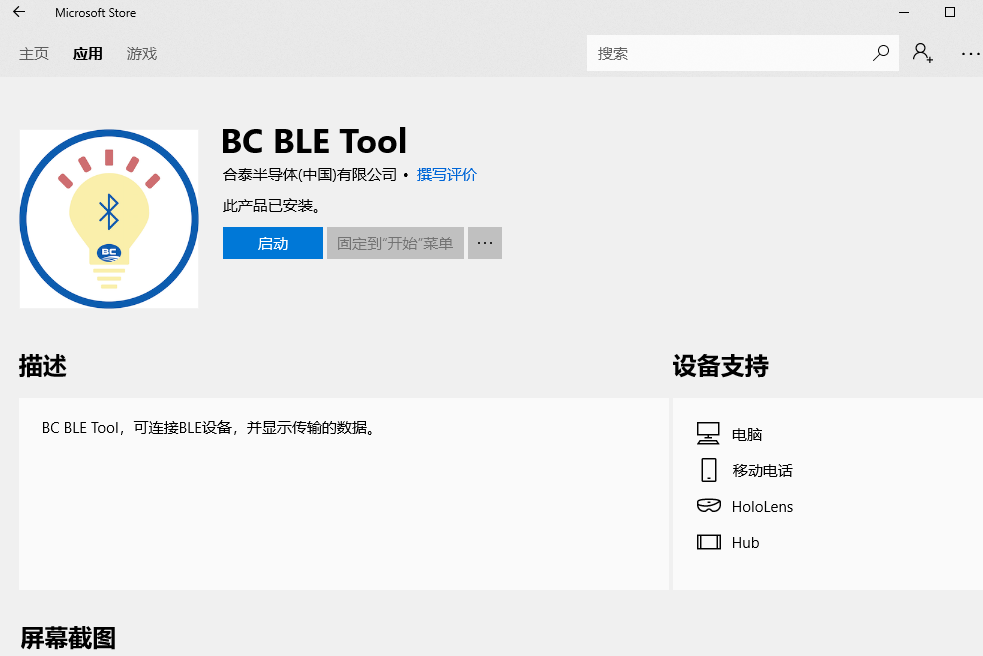 Microsoft Store
主页 应用 游戏 搜索
BC BLE Tool
合泰半导体(中国)有限公司 • 撰写评价
此产品已安装。
启动 固定到"开始"菜单 ···
BC
描述
BC BLE Tool，可连接BLE设备，并显示传输的数据。
设备支持
电脑
移动电话
HoloLens
Hub
屏幕截图